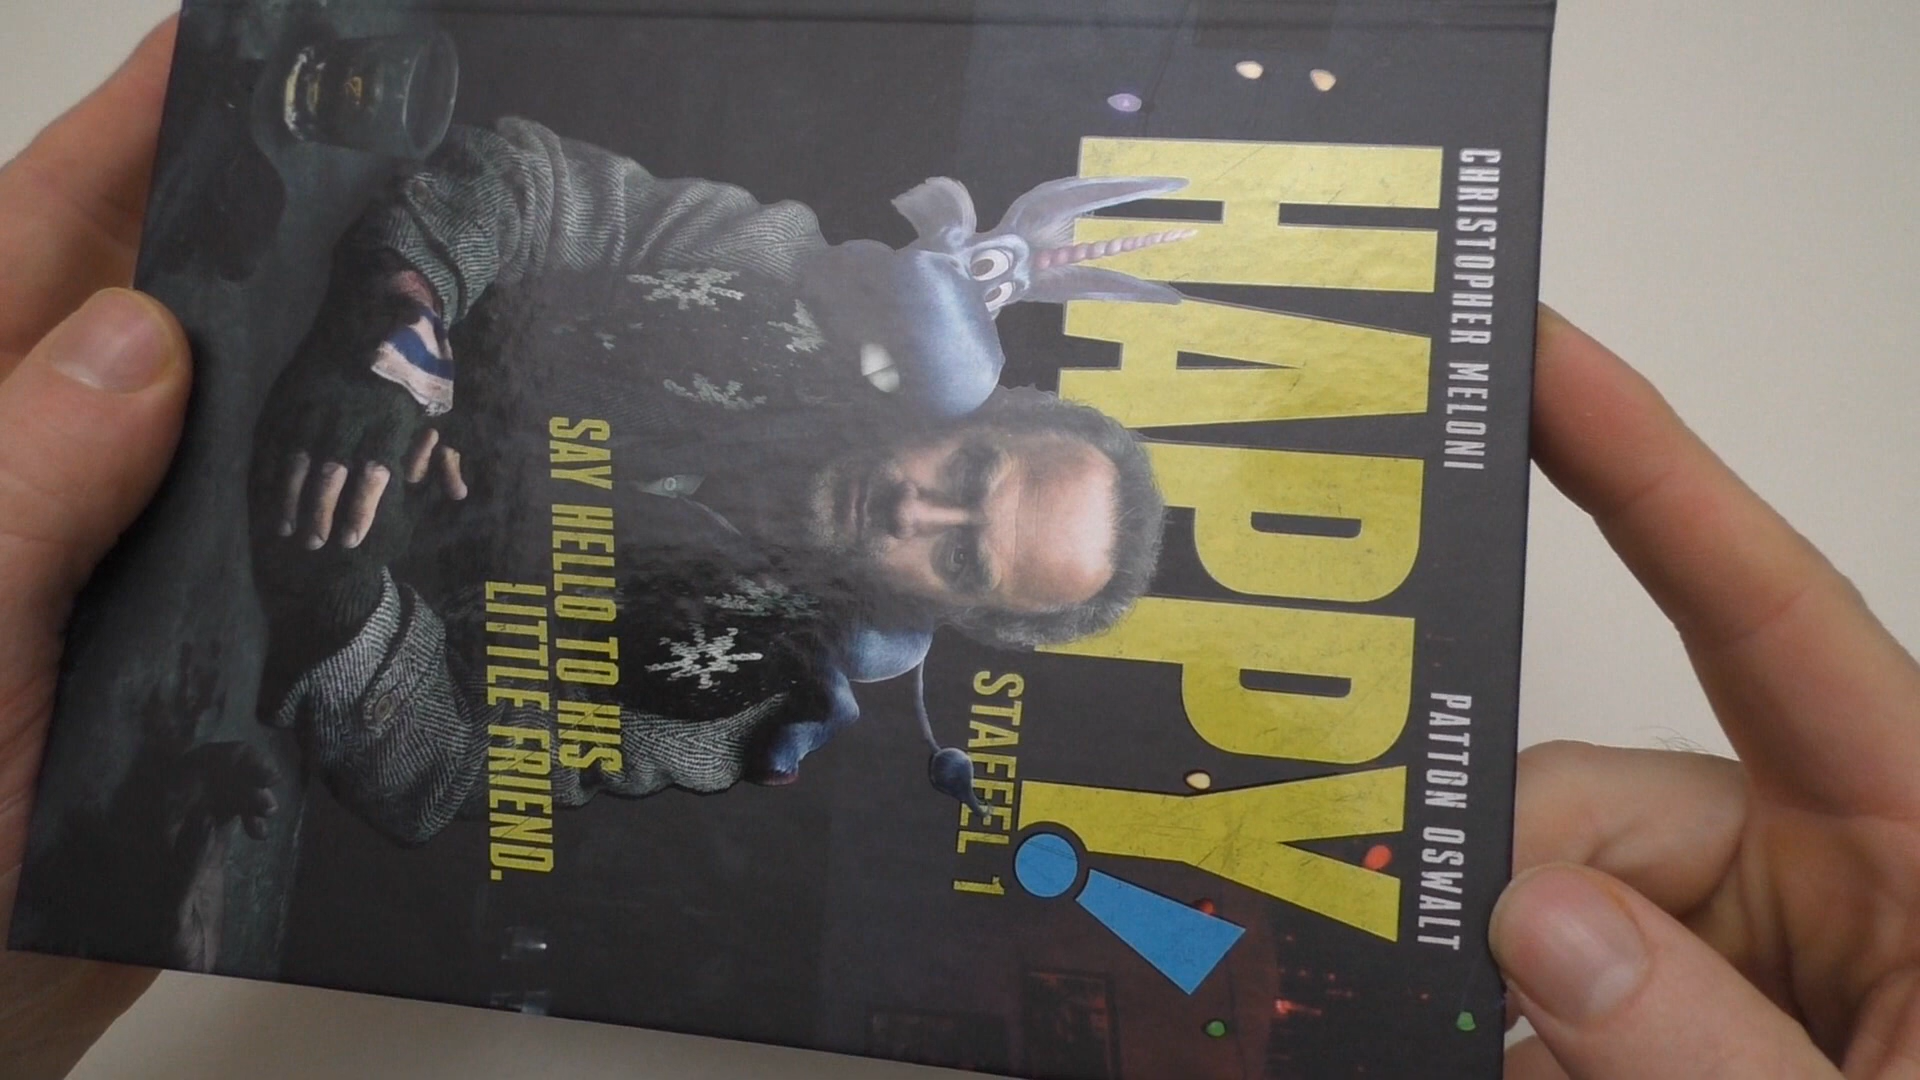 CHRISTOPHER MELONI PATTON OSWALT
HAPPY!
STAFFEL 1
SAY HELLO TO HIS
LITTLE FRIEND.